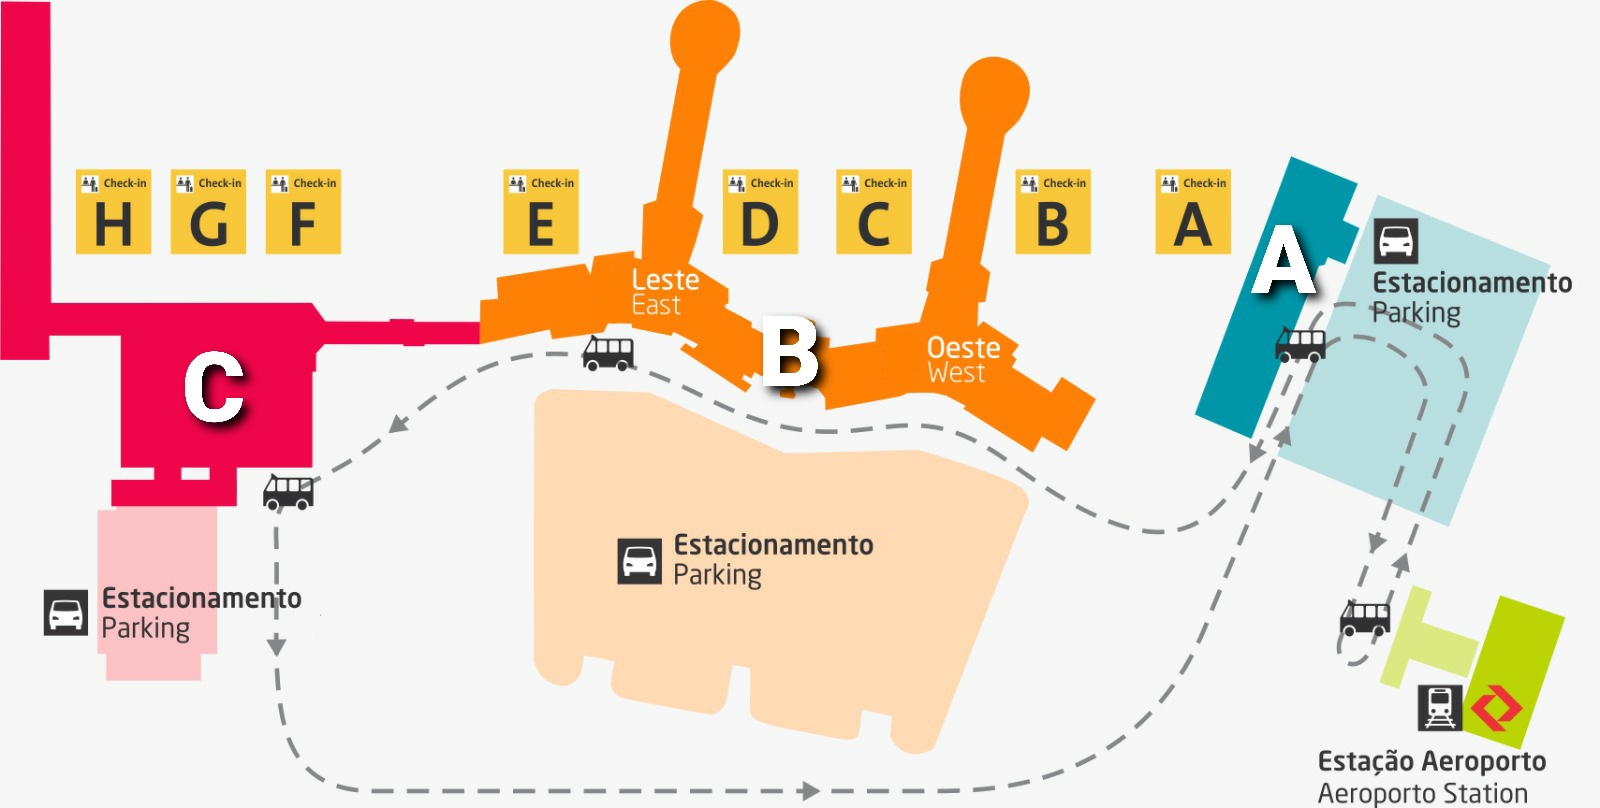 Check-in
H
Check-in
G
Check-in
F
Check-in
E
Check-in
D
Check-in
C
Check-in
B
Check-in
A
A
Estacionamento
Parking
Leste
East
B
Oeste
West
C
Estacionamento
Parking
Estacionamento
Parking
Estação Aeroporto
Aeroporto Station